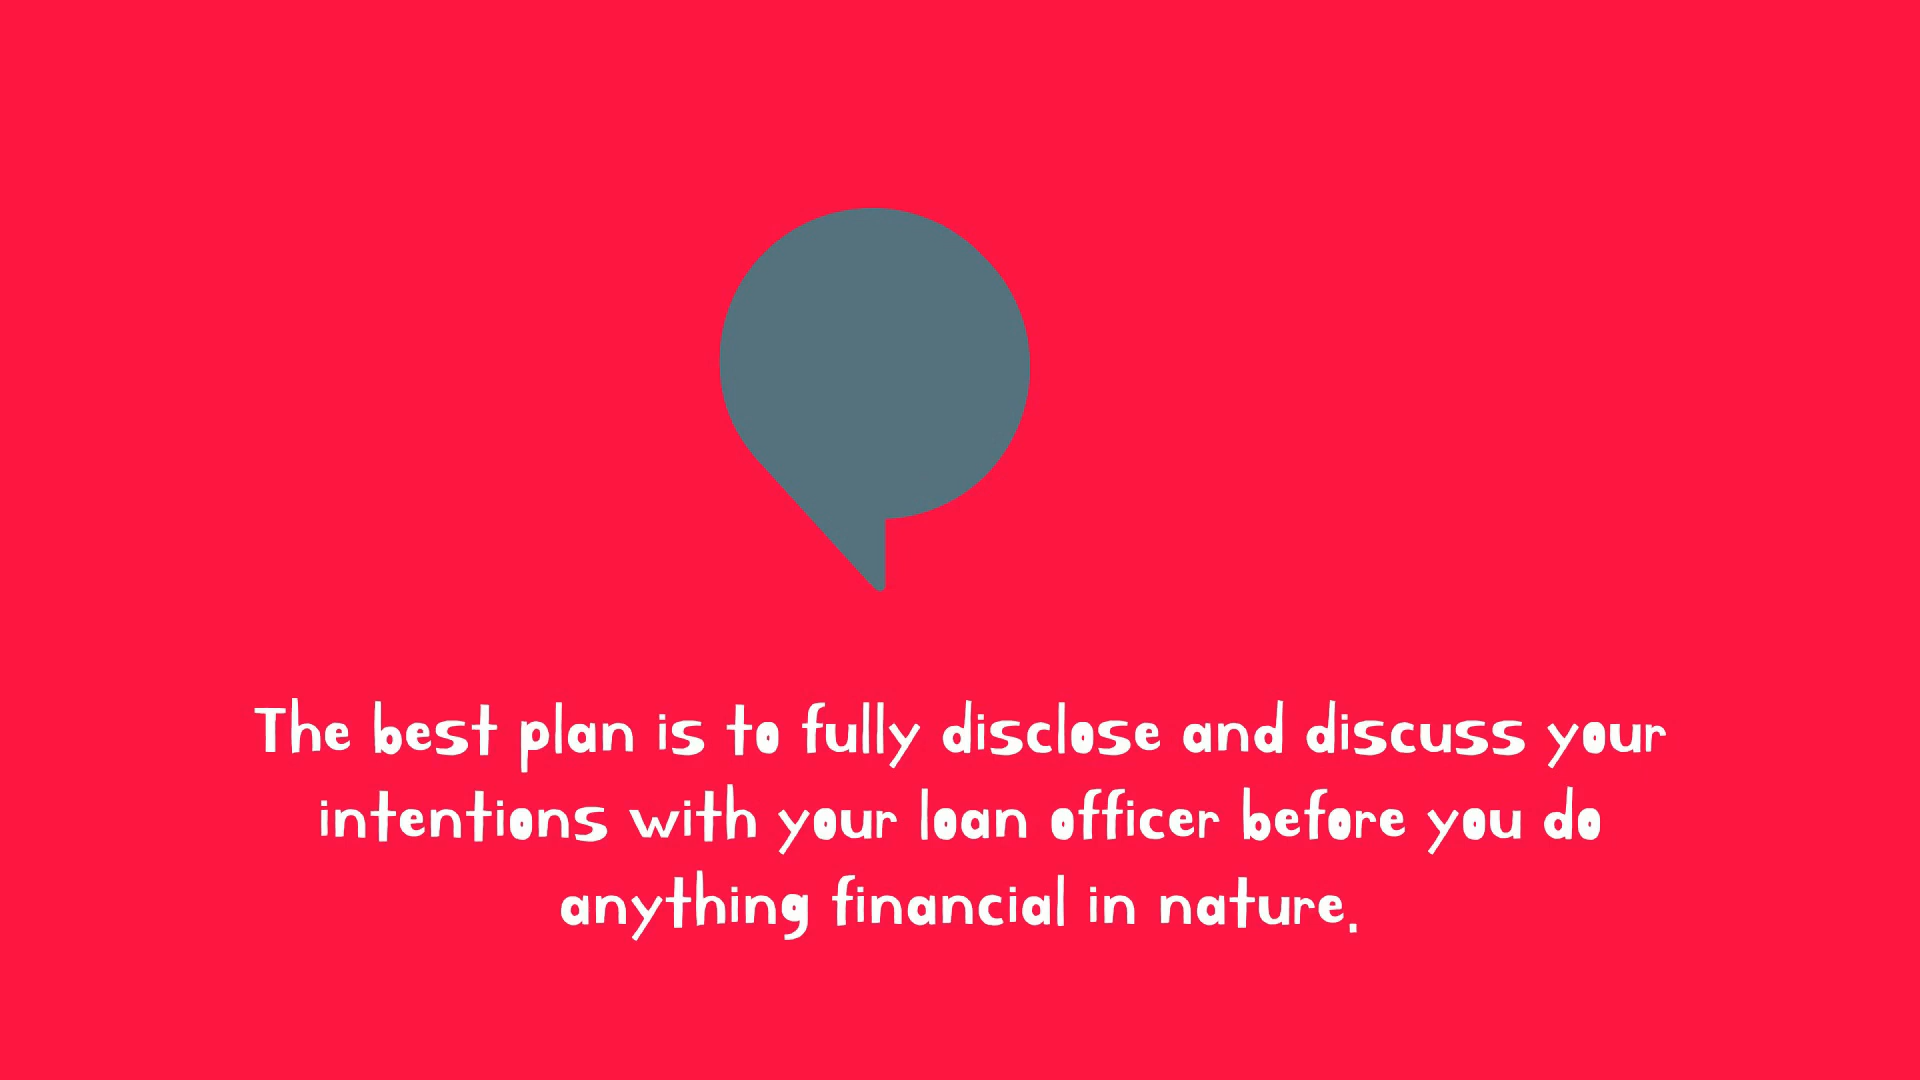 The best plan is to fully disclose and discuss your
intentions with your loan officer before you do
anything financial in nature.